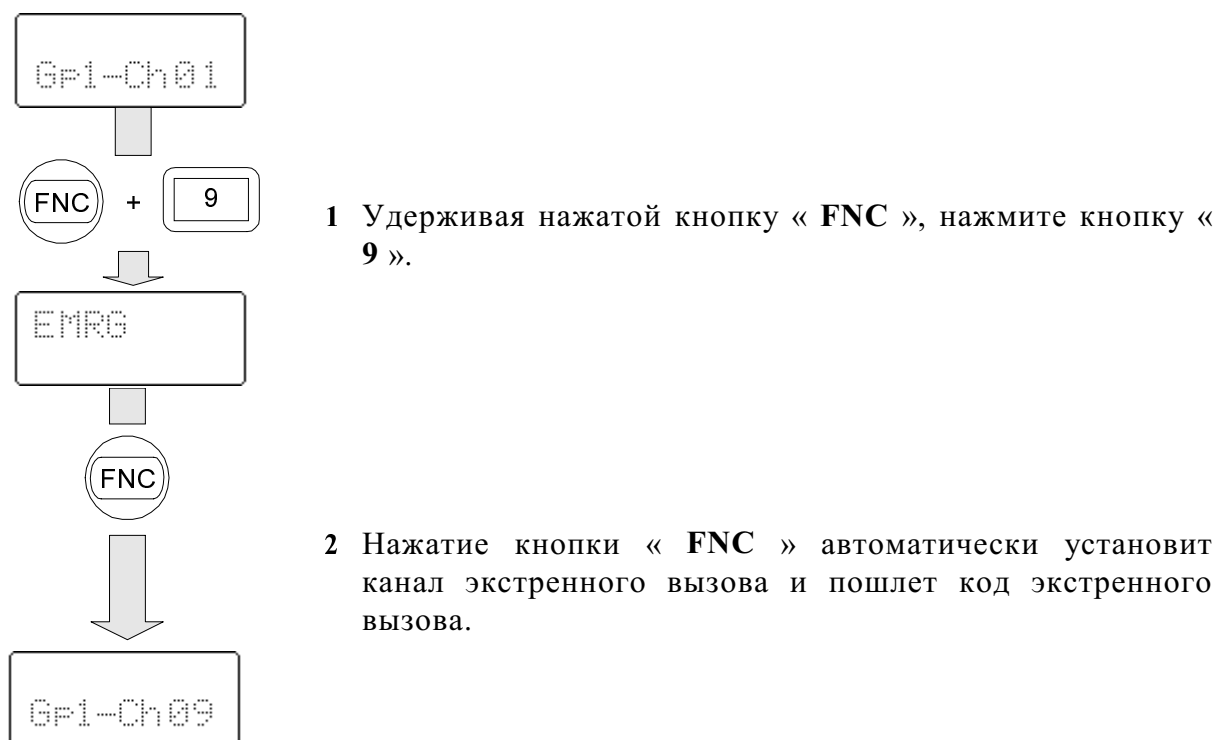 Gp1-Ch01
FNC + 9
1 Удерживая нажатой кнопку « FNC », нажмите кнопку «
9 ».
EMRG
FNC
2 Нажатие кнопки « FNC » автоматически установит
канал экстренного вызова и пошлет код экстренного
вызова.
Gp1-Ch09